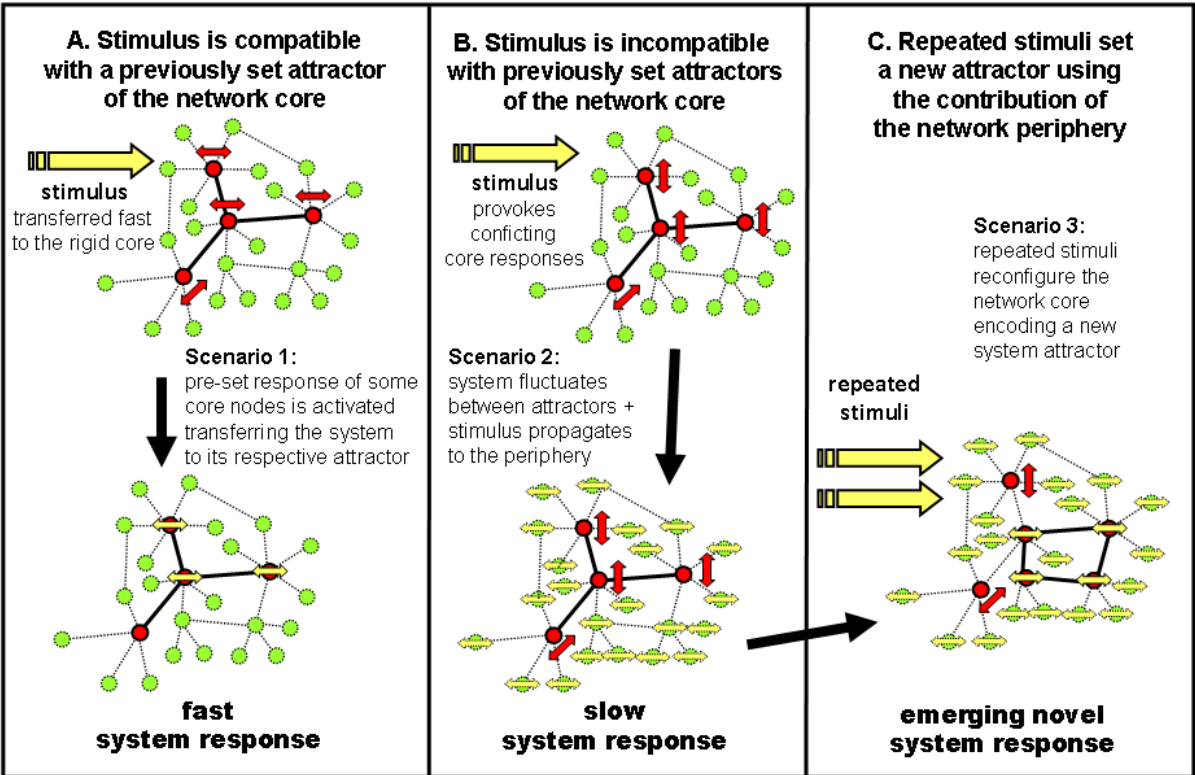 A. Stimulus is compatible
with a previously set attractor
of the network core
stimulus
transferred fast
to the rigid core
Scenario 1:
pre-set response of some
core nodes is activated
transferring the system
to its respective attractor
fast
system response
B. Stimulus is incompatible
with previously set attractors
of the network core
stimulus
provokes
conficting
core responses
Scenario 2:
system fluctuates
between attractors +
stimulus propagates
to the periphery
slow
system response
C. Repeated stimuli set
a new attractor using
the contribution of
the network periphery
Scenario 3:
repeated stimuli
reconfigure the
network core
encoding a new
system attractor
repeated
stimuli
emerging novel
system response